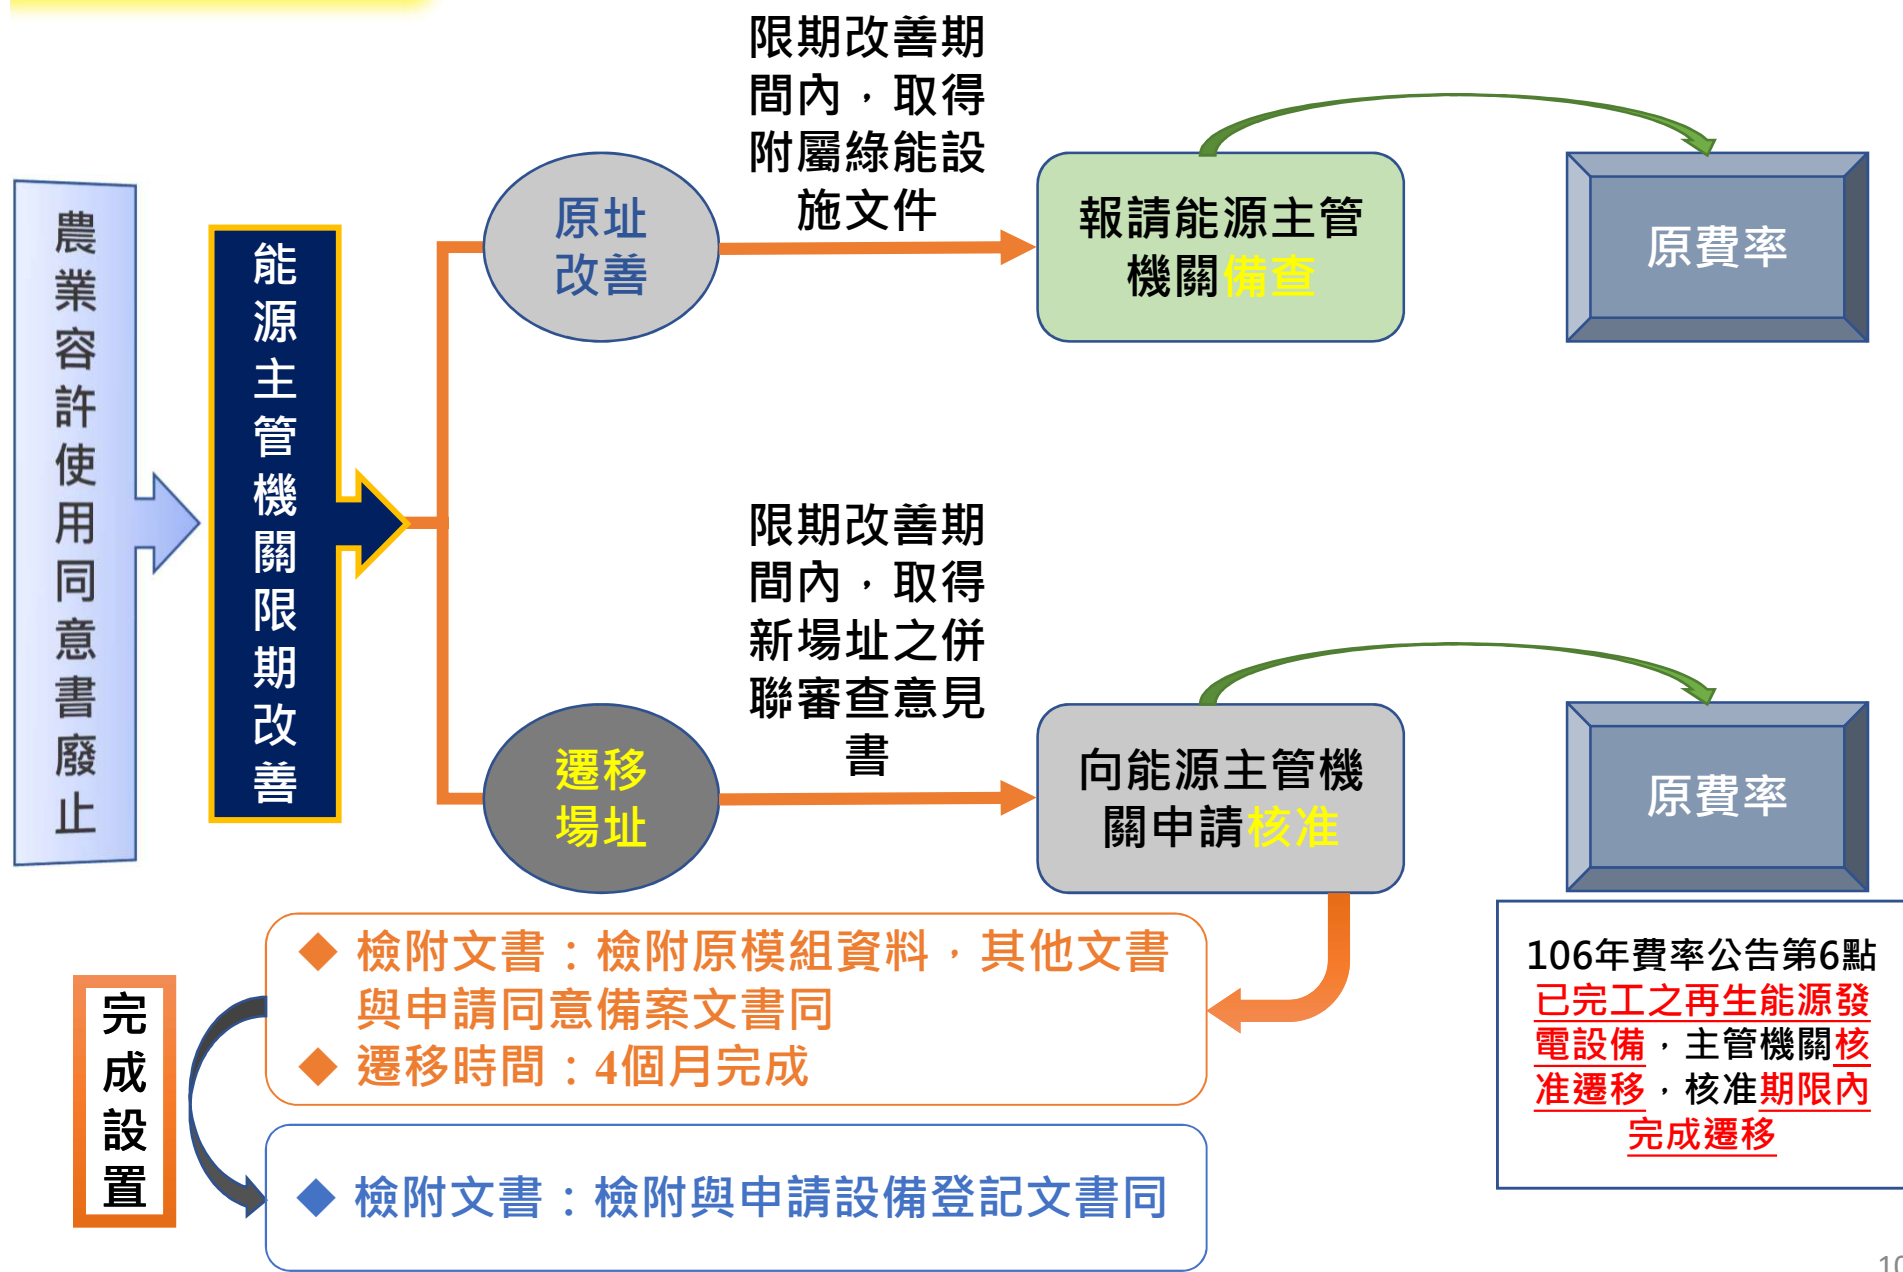 農業容許使用同意書廢止
能源主管機關限期改善
原址
改善
限期改善期
間內，取得
附屬綠能設
施文件
報請能源主管
機關備查
原費率
遷移
場址
限期改善期
間內，取得
新場址之併
聯審查意見
書
向能源主管機
關申請核准
原費率
106年費率公告第6點
已完工之再生能源發
電設備，主管機關核
准遷移，核准期限內
完成遷移
◆ 檢附文書：檢附原模組資料，其他文書
與申請同意備案文書同
◆ 遷移時間：4個月完成
完成設置
◆ 檢附文書：檢附與申請設備登記文書同